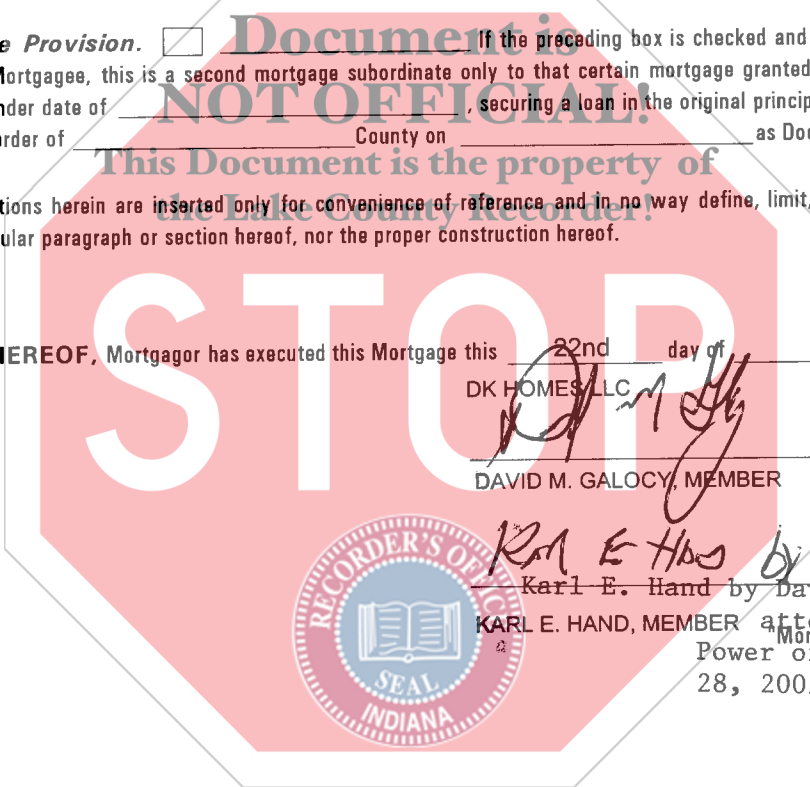 e Provision. Document is If the preceding box is checked and
Mortgagee, this is a second mortgage subordinate only to that certain mortgage granted
nder date of NOT OFFICIAL! , securing a loan in the original princip
order of County on as Doc
This Document is the property of
the Lake County Recorder!
tions herein are inserted only for convenience of reference and in no way define, limit,
ular paragraph or section hereof, nor the proper construction hereof.
STOP
HEREOF, Mortgagor has executed this Mortgage this 22nd day of
DK HOMES LLC
DAVID M. GALOCY, MEMBER
by
Karl E. Hand by Da
KARL E. HAND, MEMBER atto
"Mor
Power o
28, 200
RECORDER'S OFFICE
SEAL
INDIANA